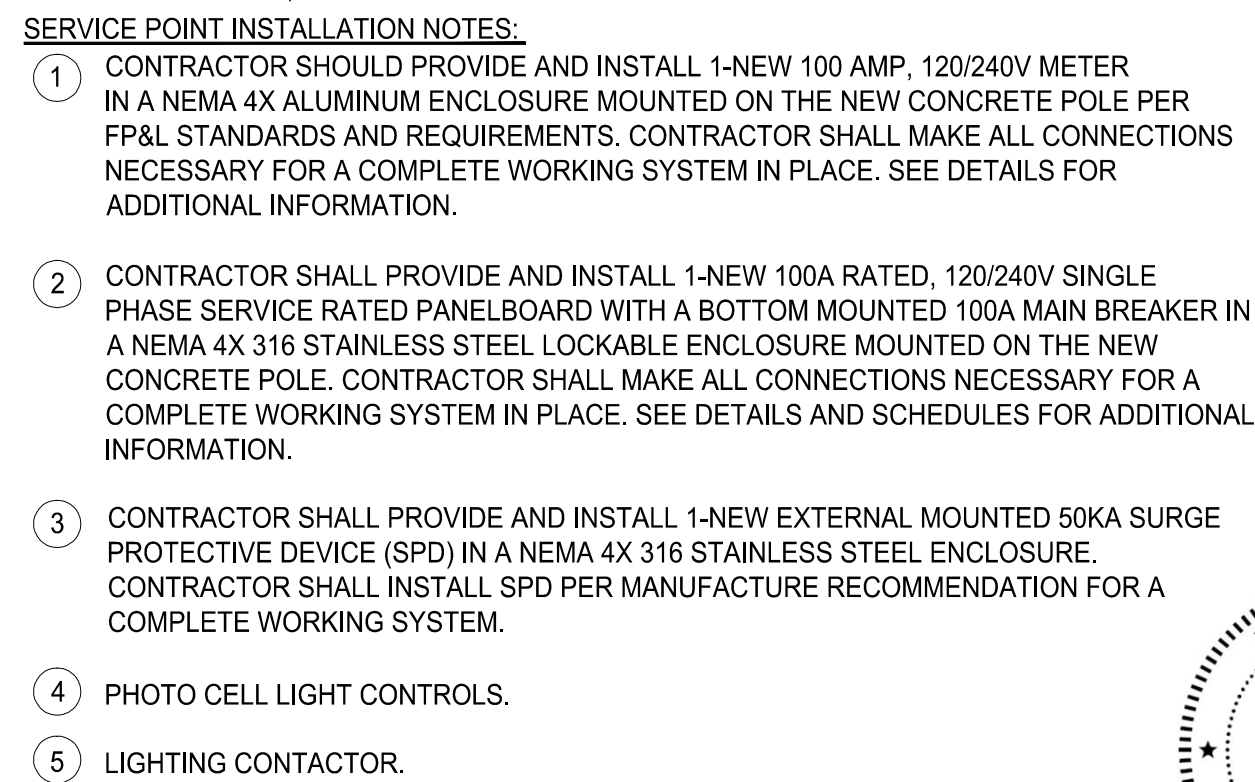 SERVICE POINT INSTALLATION NOTES:
1 CONTRACTOR SHOULD PROVIDE AND INSTALL 1-NEW 100 AMP, 120/240V METER
IN A NEMA 4X ALUMINUM ENCLOSURE MOUNTED ON THE NEW CONCRETE POLE PER
FP&L STANDARDS AND REQUIREMENTS. CONTRACTOR SHALL MAKE ALL CONNECTIONS
NECESSARY FOR A COMPLETE WORKING SYSTEM IN PLACE. SEE DETAILS FOR
ADDITIONAL INFORMATION.
2 CONTRACTOR SHALL PROVIDE AND INSTALL 1-NEW 100A RATED, 120/240V SINGLE
PHASE SERVICE RATED PANELBOARD WITH A BOTTOM MOUNTED 100A MAIN BREAKER IN
A NEMA 4X 316 STAINLESS STEEL LOCKABLE ENCLOSURE MOUNTED ON THE NEW
CONCRETE POLE. CONTRACTOR SHALL MAKE ALL CONNECTIONS NECESSARY FOR A
COMPLETE WORKING SYSTEM IN PLACE. SEE DETAILS AND SCHEDULES FOR ADDITIONAL
INFORMATION.
3 CONTRACTOR SHALL PROVIDE AND INSTALL 1-NEW EXTERNAL MOUNTED 50KA SURGE
PROTECTIVE DEVICE (SPD) IN A NEMA 4X 316 STAINLESS STEEL ENCLOSURE.
CONTRACTOR SHALL INSTALL SPD PER MANUFACTURE RECOMMENDATION FOR A
COMPLETE WORKING SYSTEM.
4 PHOTO CELL LIGHT CONTROLS.
5 LIGHTING CONTACTOR.